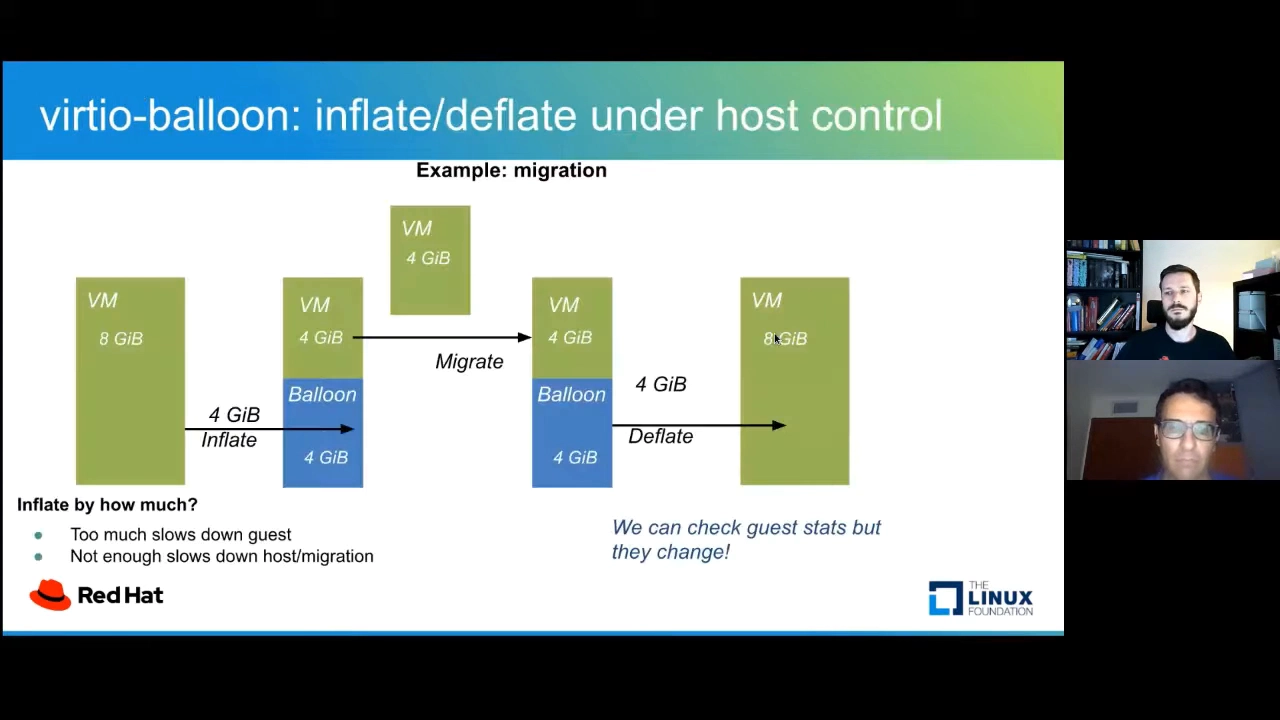 virtio-balloon: inflate/deflate under host control
Example: migration
VM
4 GiB
VM
8 GiB
4 GiB
Inflate
VM
4 GiB
Balloon
4 GiB
Migrate
VM
4 GiB
Balloon
4 GiB
4 GiB
Deflate
VM
8 GiB
Inflate by how much?
Too much slows down guest
Not enough slows down host/migration
We can check guest stats but
they change!
Red Hat
THE
LINUX
FOUNDATION